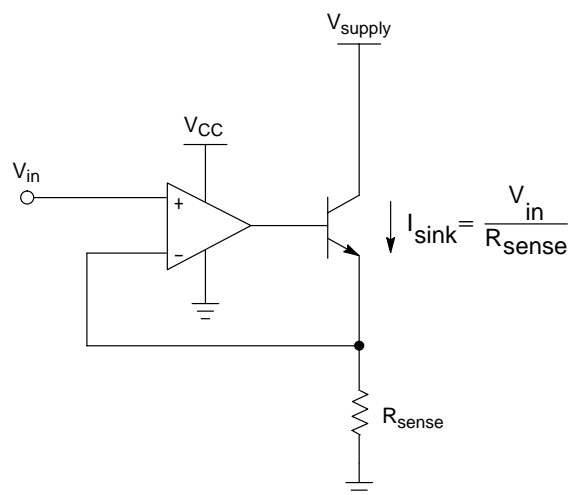 V_supply
V_CC
V_in
+
−
I_sink = V_in / R_sense
R_sense